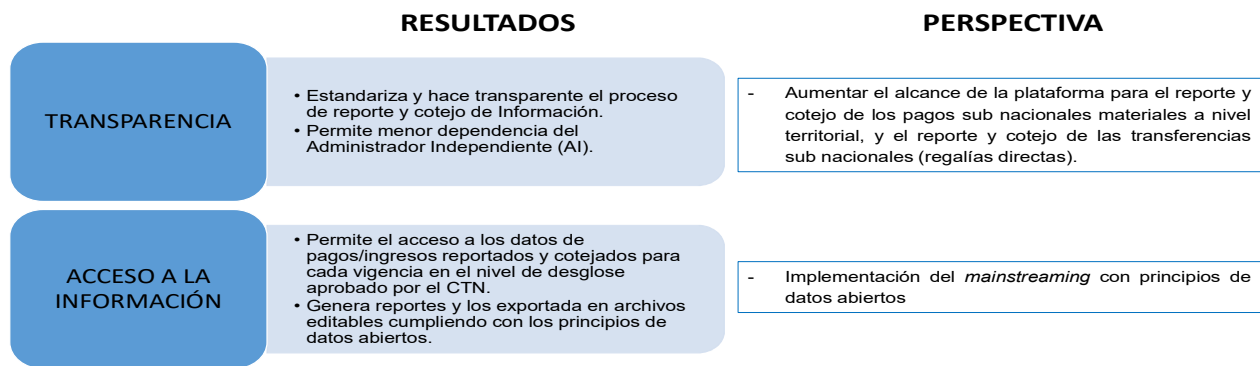 RESULTADOS
PERSPECTIVA
TRANSPARENCIA
• Estandariza y hace transparente el proceso
de reporte y cotejo de Información.
• Permite menor dependencia del
Administrador Independiente (AI).
- Aumentar el alcance de la plataforma para el reporte y
cotejo de los pagos sub nacionales materiales a nivel
territorial, y el reporte y cotejo de las transferencias
sub nacionales (regalías directas).
ACCESO A LA
INFORMACIÓN
• Permite el acceso a los datos de
pagos/ingresos reportados y cotejados para
cada vigencia en el nivel de desglose
aprobado por el CTN.
• Genera reportes y los exportada en archivos
editables cumpliendo con los principios de
datos abiertos.
- Implementación del mainstreaming con principios de
datos abiertos